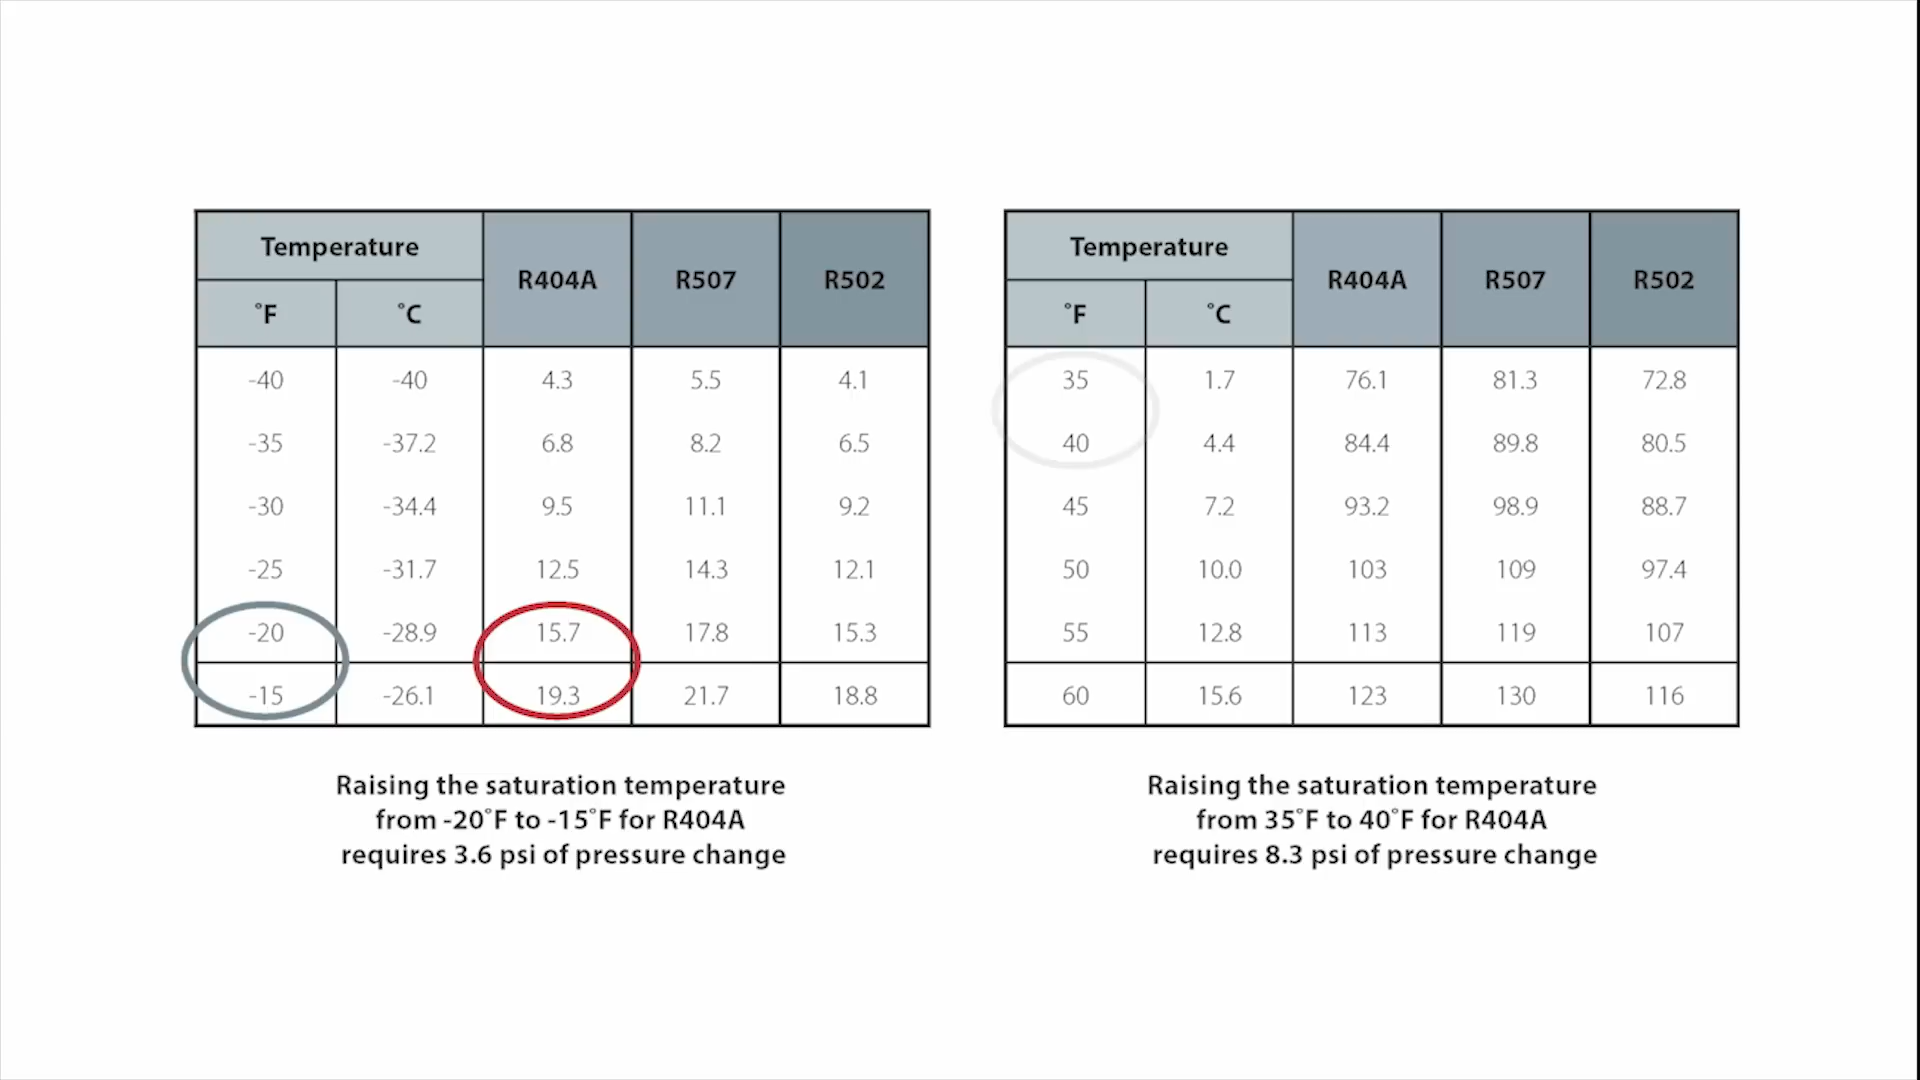 Temperature R404A R507 R502
˚F ˚C
-40 -40 4.3 5.5 4.1
-35 -37.2 6.8 8.2 6.5
-30 -34.4 9.5 11.1 9.2
-25 -31.7 12.5 14.3 12.1
-20 -28.9 15.7 17.8 15.3
-15 -26.1 19.3 21.7 18.8
Raising the saturation temperature
from -20˚F to -15˚F for R404A
requires 3.6 psi of pressure change
Temperature R404A R507 R502
˚F ˚C
35 1.7 76.1 81.3 72.8
40 4.4 84.4 89.8 80.5
45 7.2 93.2 98.9 88.7
50 10.0 103 109 97.4
55 12.8 113 119 107
60 15.6 123 130 116
Raising the saturation temperature
from 35˚F to 40˚F for R404A
requires 8.3 psi of pressure change